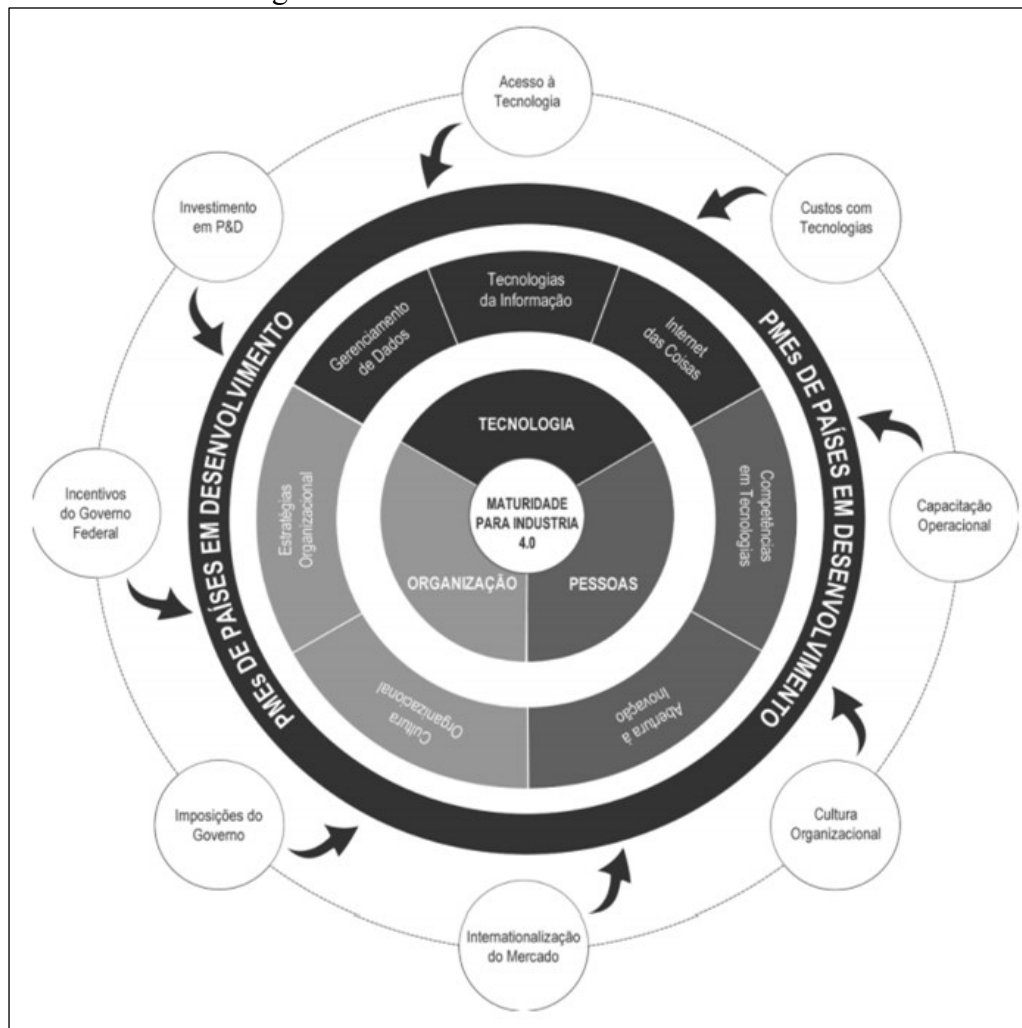 Acesso à
Tecnologia
Investimento
em P&D
Custos com
Tecnologias
Tecnologias
da Informação
Gerenciamento
de Dados
Internet
das Coisas
PMEs DE PAÍSES EM DESENVOLVIMENTO
PMEs DE PAÍSES EM DESENVOLVIMENTO
TECNOLOGIA
Estratégias
Organizacional
Competências
em Tecnologias
Incentivos
do Governo
Federal
MATURIDADE
PARA INDUSTRIA
4.0
Capacitação
Operacional
ORGANIZAÇÃO
PESSOAS
Cultura
Organizacional
Abertura à
Inovação
Imposições do
Governo
Cultura
Organizacional
Internationalização
do Mercado